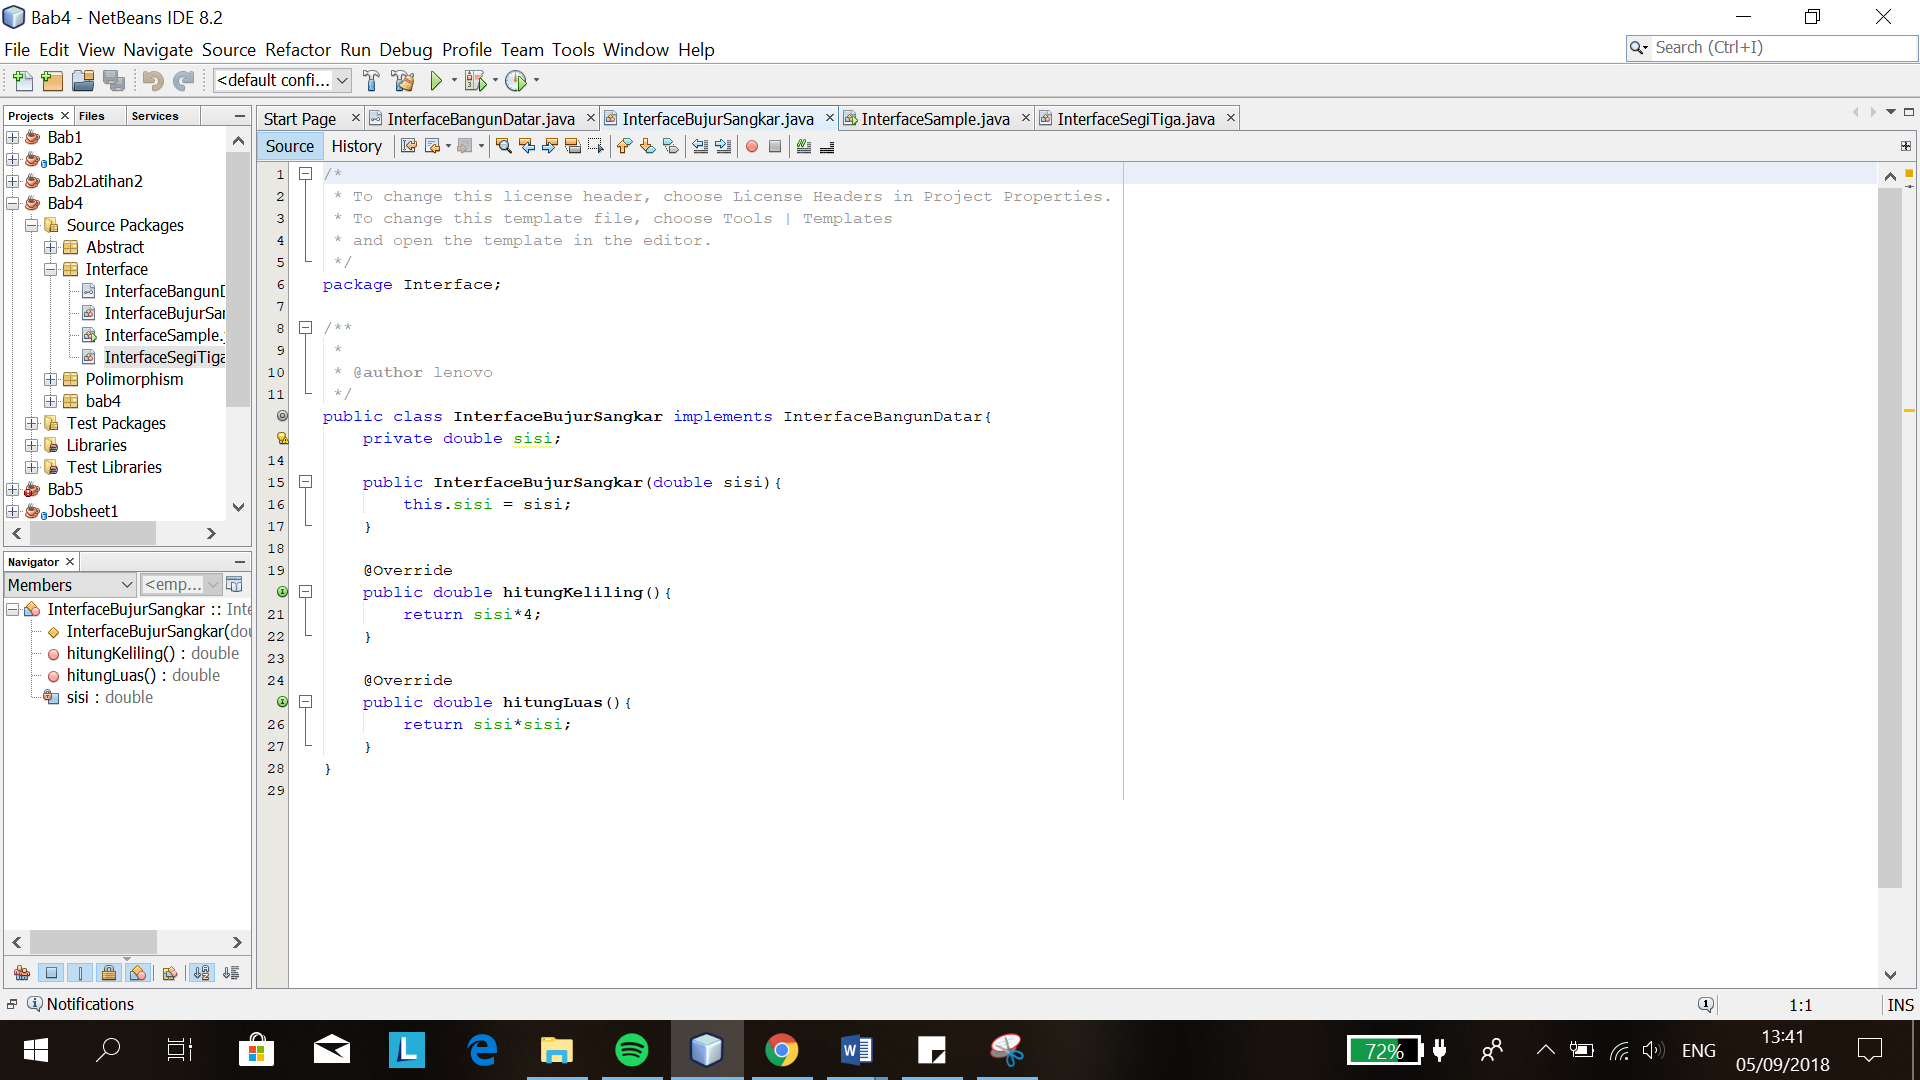 Bab4 - NetBeans IDE 8.2
File Edit View Navigate Source Refactor Run Debug Profile Team Tools Window Help
Search (Ctrl+I)
<default confi...
Projects Files Services
Bab1
Bab2
Bab2Latihan2
Bab4
Source Packages
Abstract
Interface
InterfaceBangunD
InterfaceBujurSar
InterfaceSample.j
InterfaceSegiTiga
Polimorphism
bab4
Test Packages
Libraries
Test Libraries
Bab5
Jobsheet1
Navigator
Members <emp...
InterfaceBujurSangkar :: Inte
InterfaceBujurSangkar(dou
hitungKeliling() : double
hitungLuas() : double
sisi : double
Start Page InterfaceBangunDatar.java InterfaceBujurSangkar.java InterfaceSample.java InterfaceSegiTiga.java
Source History
1 /*
2 * To change this license header, choose License Headers in Project Properties.
3 * To change this template file, choose Tools | Templates
4 * and open the template in the editor.
5 */
6 package Interface;
7
8 /**
9 *
10 * @author lenovo
11 */
public class InterfaceBujurSangkar implements InterfaceBangunDatar{
private double sisi;
14
15 public InterfaceBujurSangkar(double sisi){
16 this.sisi = sisi;
17 }
18
19 @Override
public double hitungKeliling(){
21 return sisi*4;
22 }
23
24 @Override
public double hitungLuas(){
26 return sisi*sisi;
27 }
28 }
29
Notifications
1:1 INS
72%
ENG
13:41
05/09/2018